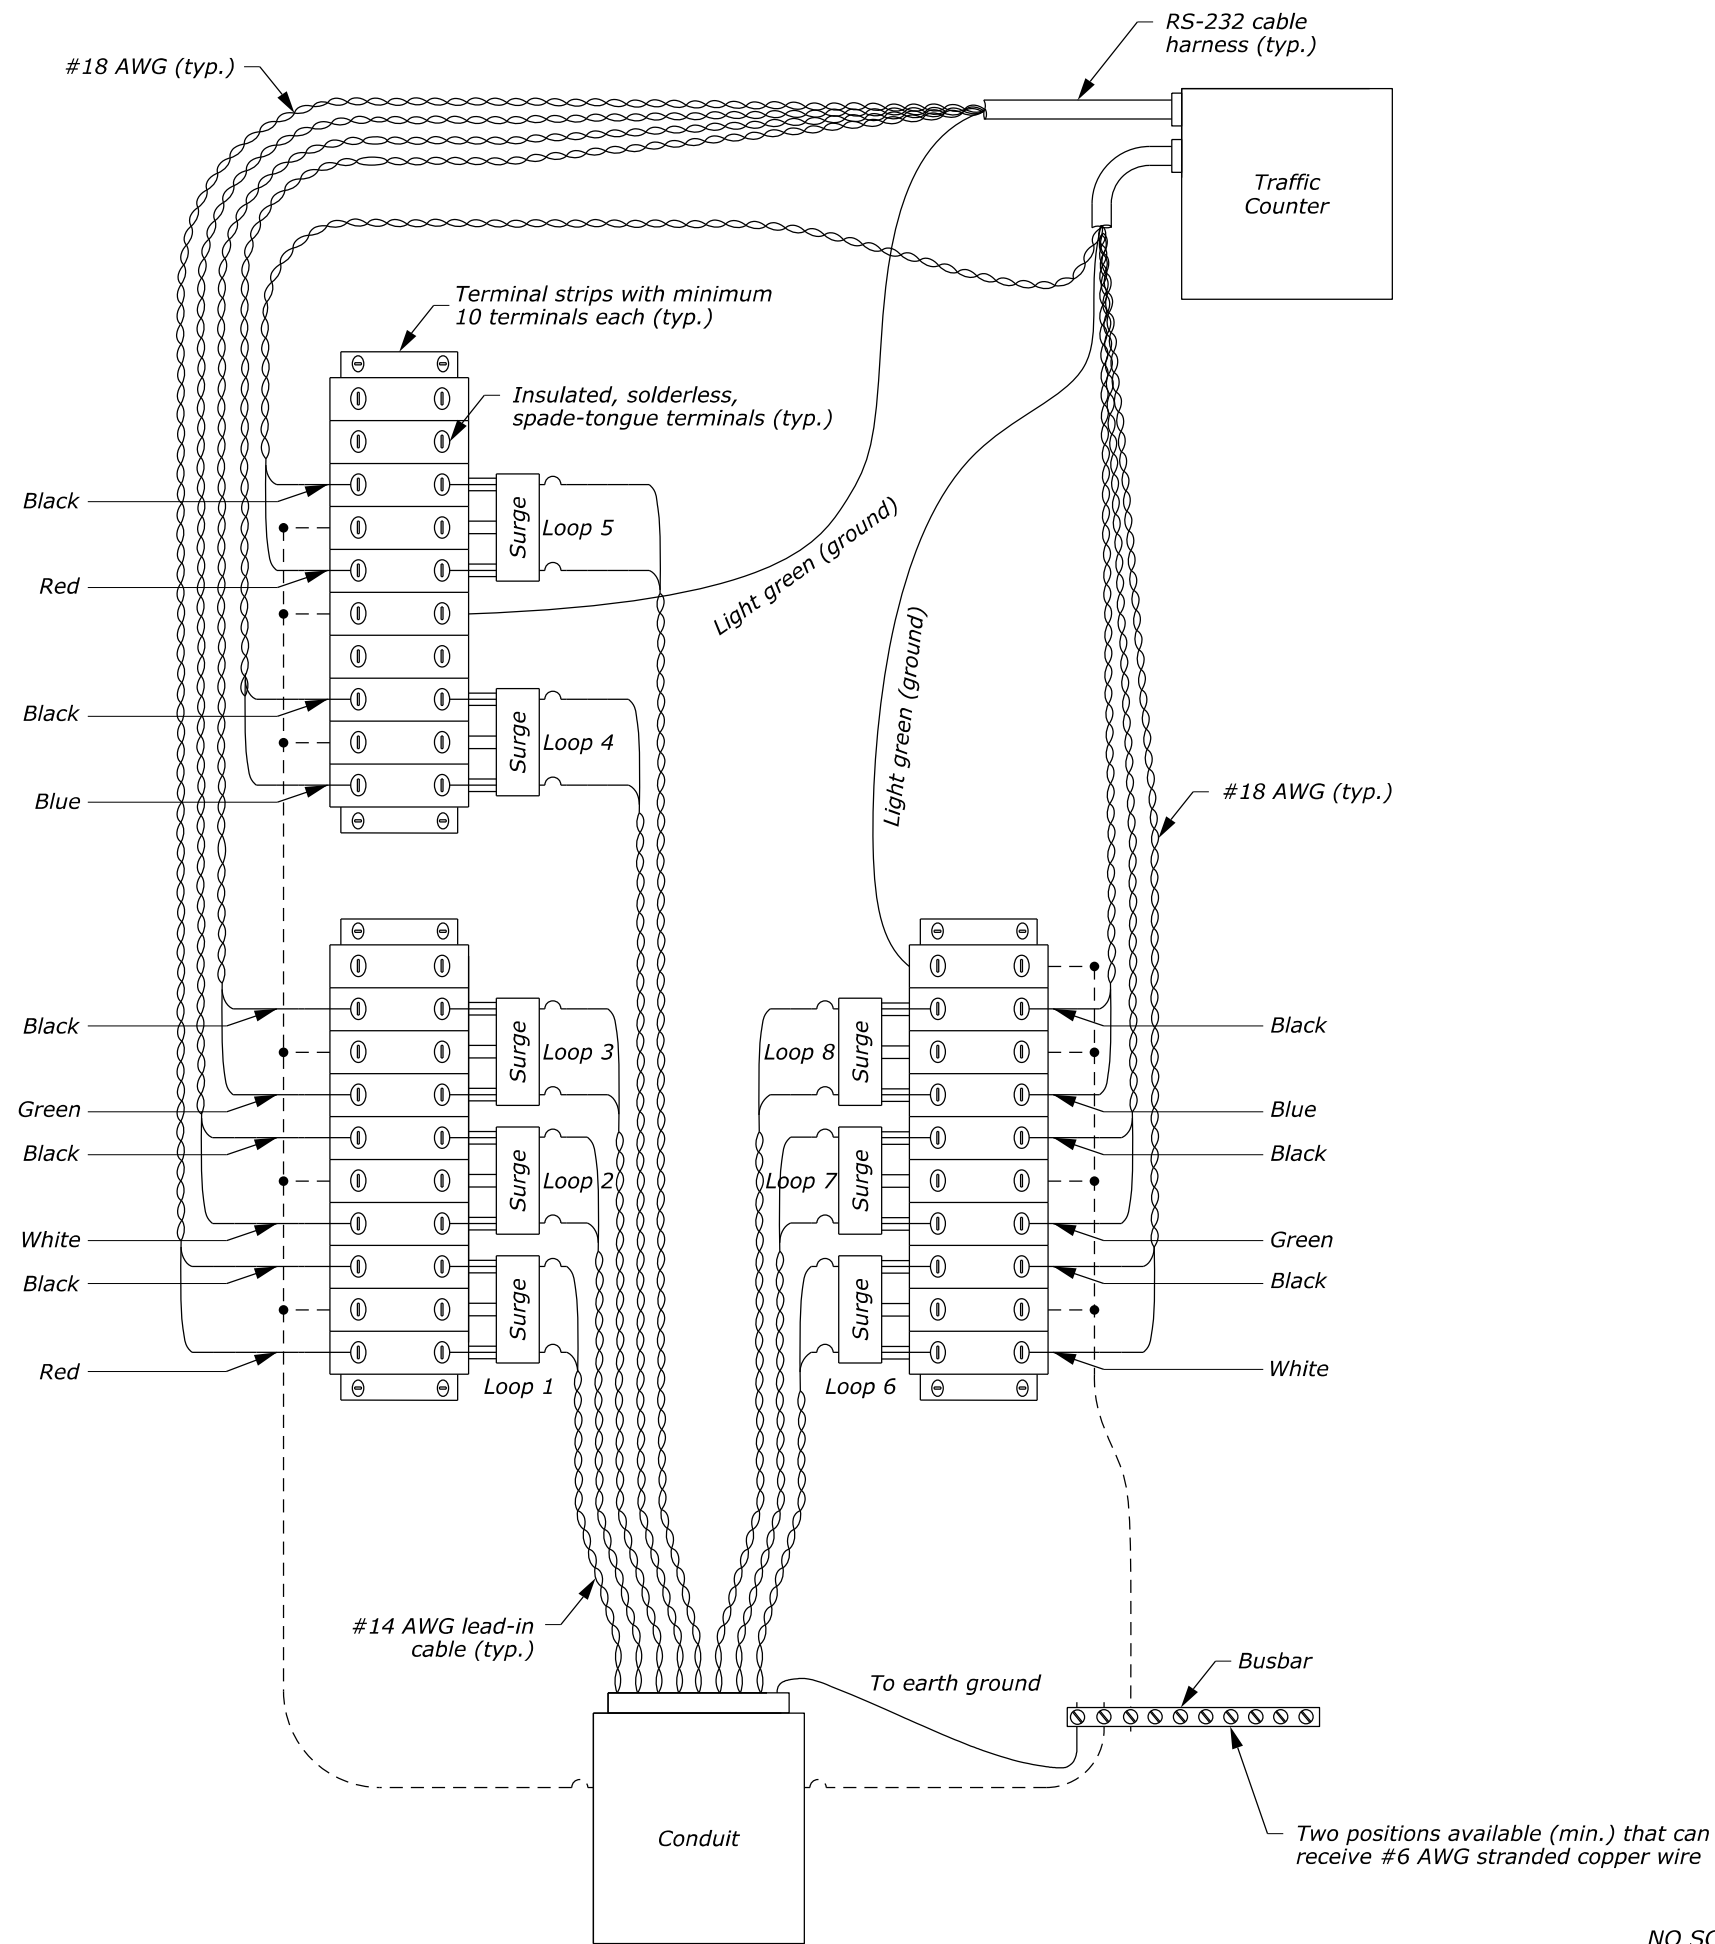 RS-232 cable
harness (typ.)
#18 AWG (typ.)
Traffic
Counter
Terminal strips with minimum
10 terminals each (typ.)
Insulated, solderless,
spade-tongue terminals (typ.)
Black
Surge
Loop 5
Light green (ground)
Red
Light green (ground)
Black
Surge
Loop 4
Blue
#18 AWG (typ.)
Black
Surge
Loop 3
Loop 8
Surge
Black
Green
Blue
Black
Black
Surge
Loop 2
Loop 7
Surge
White
Green
Black
Black
Surge
Surge
Red
White
Loop 1
Loop 6
#14 AWG lead-in
cable (typ.)
To earth ground
Busbar
Conduit
Two positions available (min.) that can
receive #6 AWG stranded copper wire
NO